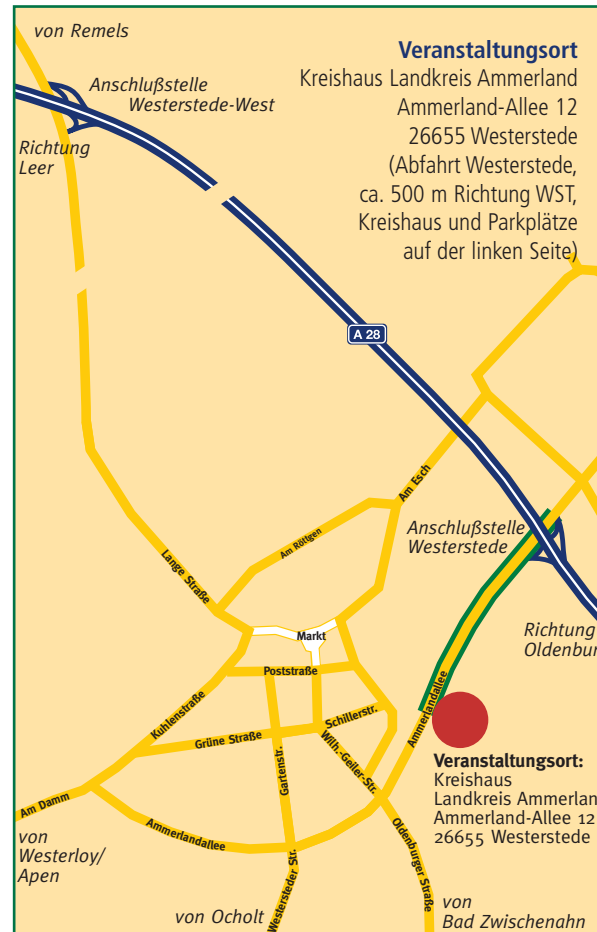 von Remels
Veranstaltungsort
Kreishaus Landkreis Ammerland
Ammerland-Allee 12
26655 Westerstede
(Abfahrt Westerstede,
ca. 500 m Richtung WST,
Kreishaus und Parkplätze
auf der linken Seite)
Anschlußstelle
Westerstede-West
Richtung
Leer
A 28
Am Esch
Am Röttgen
Anschlußstelle
Westerstede
Lange Straße
Markt
Richtung
Oldenbur
Poststraße
Kuhlenstraße
Schillerstr.
Grüne Straße
Gartenstr.
Wilh.-Geiler-Str.
Ammerlandallee
Veranstaltungsort:
Kreishaus
Landkreis Ammerlan
Ammerland-Allee 12
26655 Westerstede
Am Damm
Ammerlandallee
Oldenburger Straße
von
Westerloy/
Apen
Westersteder Str.
von Ocholt
von
Bad Zwischenahn